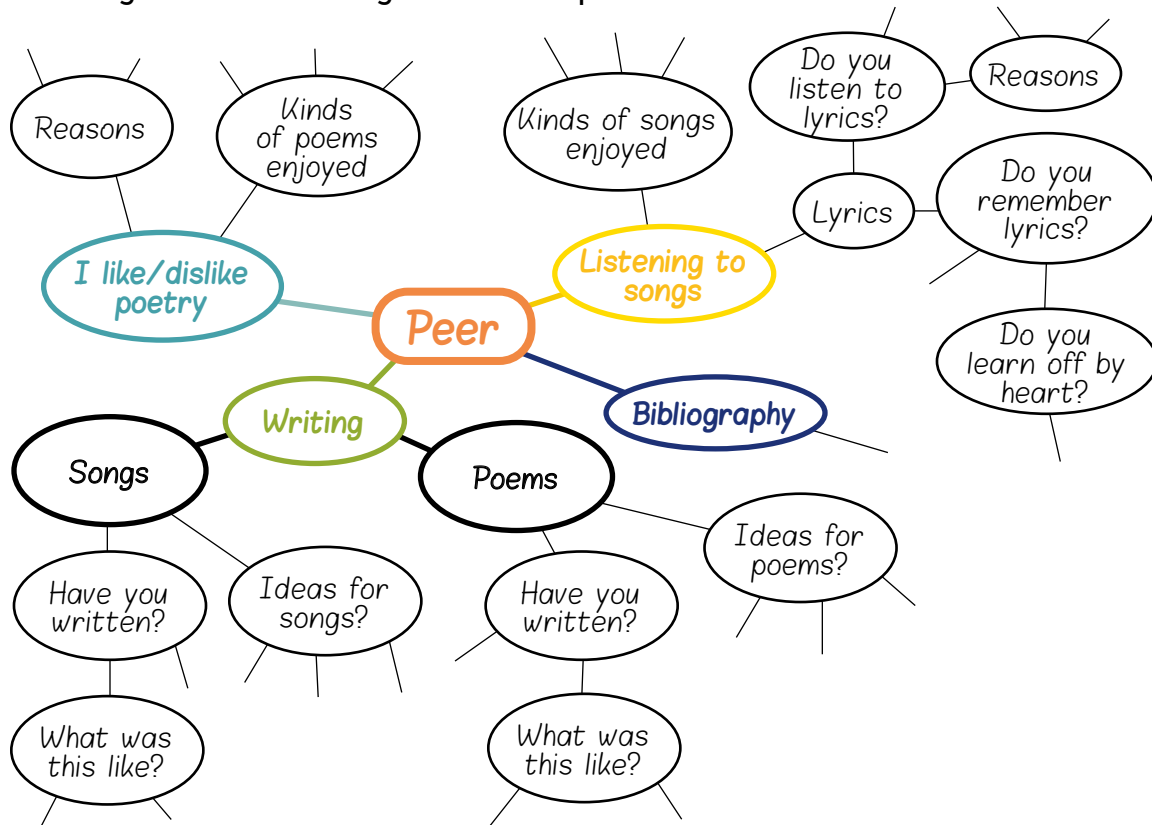 Reasons
Kinds
of poems
enjoyed
Kinds of songs
enjoyed
Do you
listen to
lyrics?
Reasons
Lyrics
Do you
remember
lyrics?
Do you
learn off by
heart?
I like/dislike
poetry
Listening to
songs
Peer
Writing
Bibliography
Songs
Poems
Have you
written?
Ideas for
songs?
Have you
written?
Ideas for
poems?
What was
this like?
What was
this like?